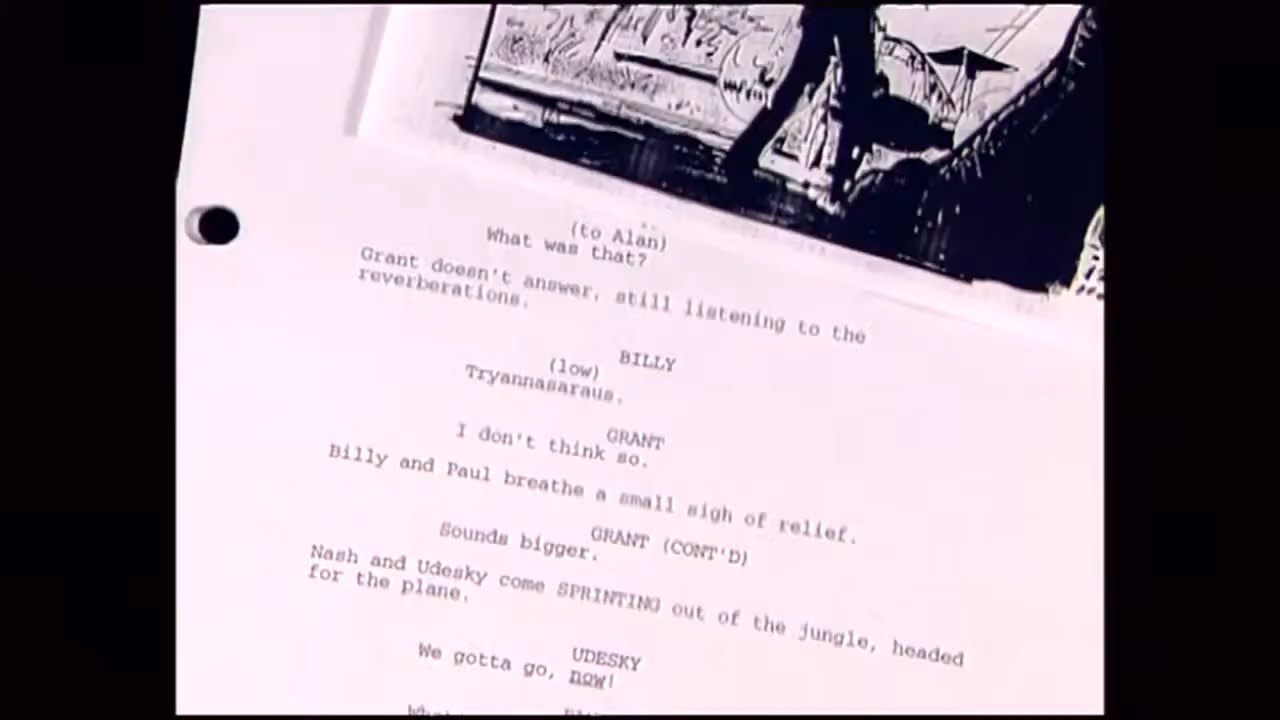 (to Alan)
What was that?
Grant doesn't answer, still listening to the
reverberations.
BILLY
(low)
Tryannasaraus.
GRANT
I don't think so.
Billy and Paul breathe a small sigh of relief.
GRANT (CONT'D)
Sounds bigger.
Nash and Udesky come SPRINTING out of the jungle, headed
for the plane.
UDESKY
We gotta go, now!